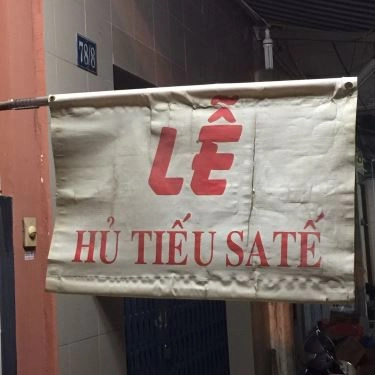 78/8
LỄ
HỦ TIẾU SATẾ